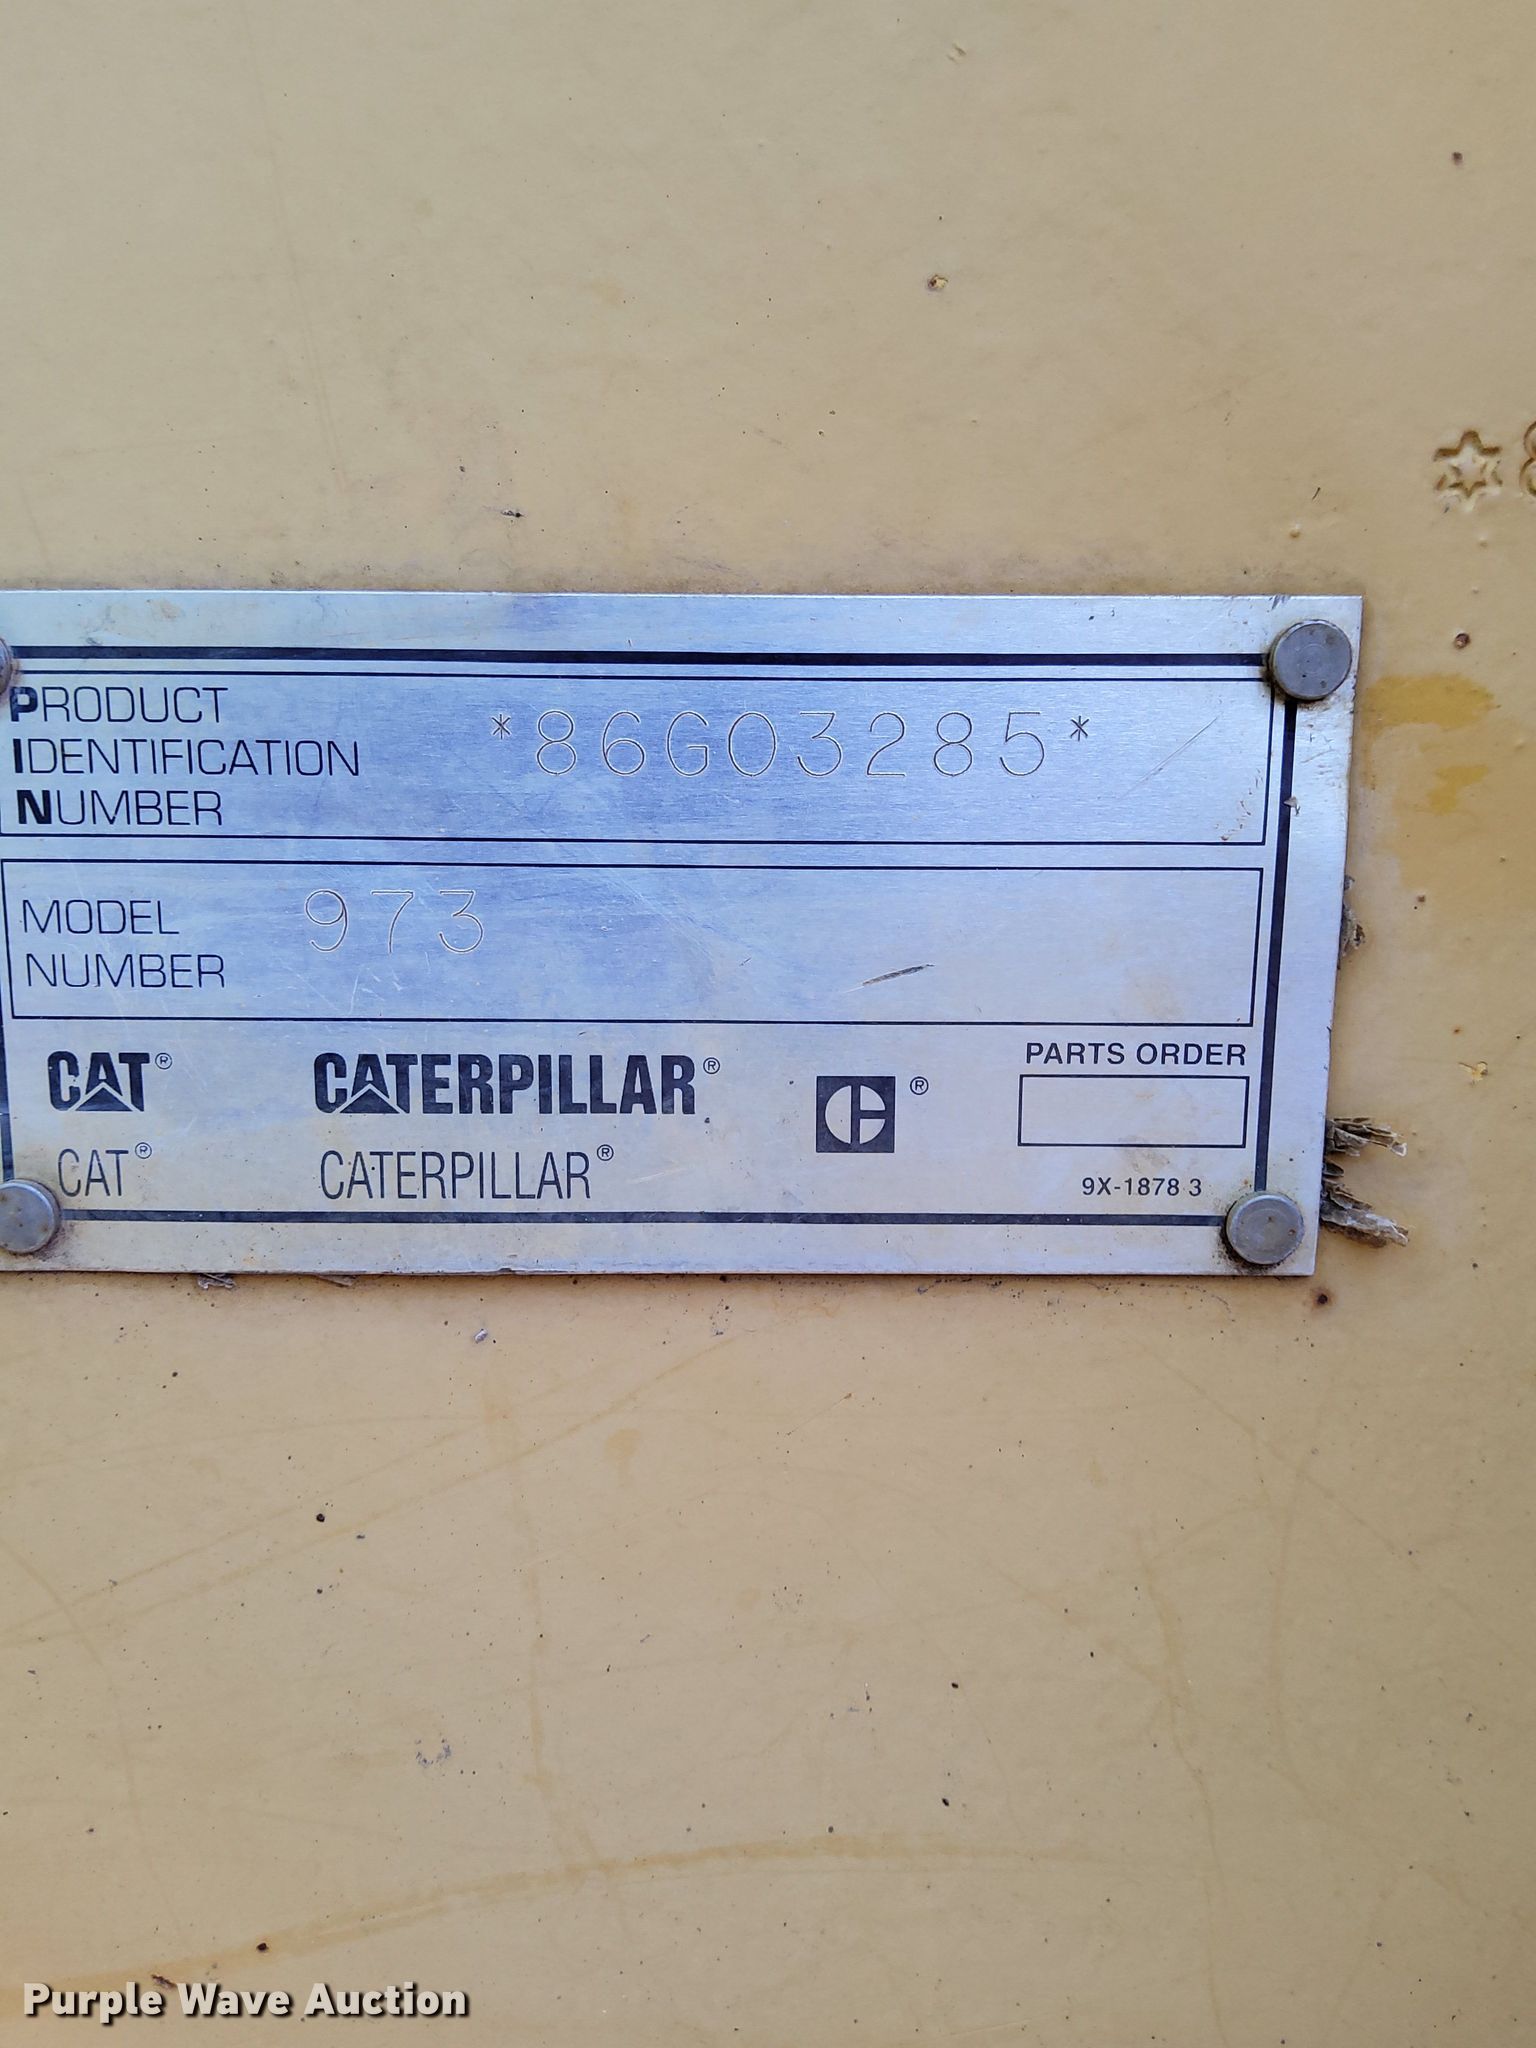 *8
PRODUCT
IDENTIFICATION
NUMBER
*86G03285*
MODEL
NUMBER
973
CAT®
CATERPILLAR®
®
PARTS ORDER
CAT®
CATERPILLAR®
9X-1878 3
Purple Wave Auction